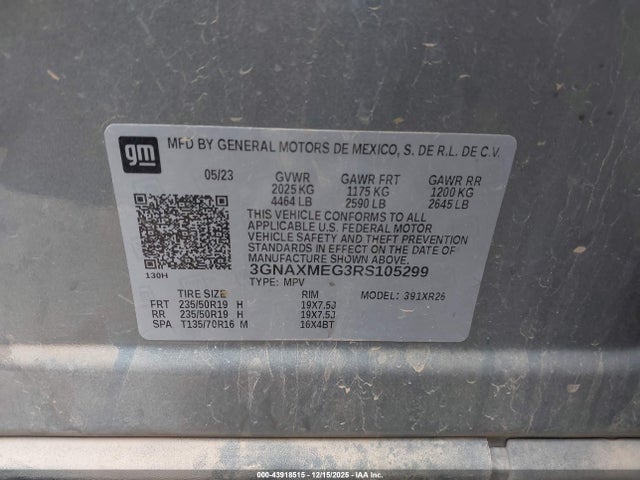 gm MFD BY GENERAL MOTORS DE MEXICO, S. DE R.L. DE C.V.
05/23 GVWR GAWR FRT GAWR RR
2025 KG 1175 KG 1200 KG
4464 LB 2590 LB 2645 LB
THIS VEHICLE CONFORMS TO ALL
APPLICABLE U.S. FEDERAL MOTOR
VEHICLE SAFETY AND THEFT PREVENTION
STANDARDS IN EFFECT ON THE DATE OF
MANUFACTURE SHOWN ABOVE.
130H 3GNAXMEG3RS105299
TYPE: MPV
TIRE SIZE RIM MODEL: 391XR26
FRT 235/50R19 H 19X7.5J
RR 235/50R19 H 19X7.5J
SPA T135/70R16 M 16X4BT
000-43918515 - 12/15/2025 - IAA Inc.